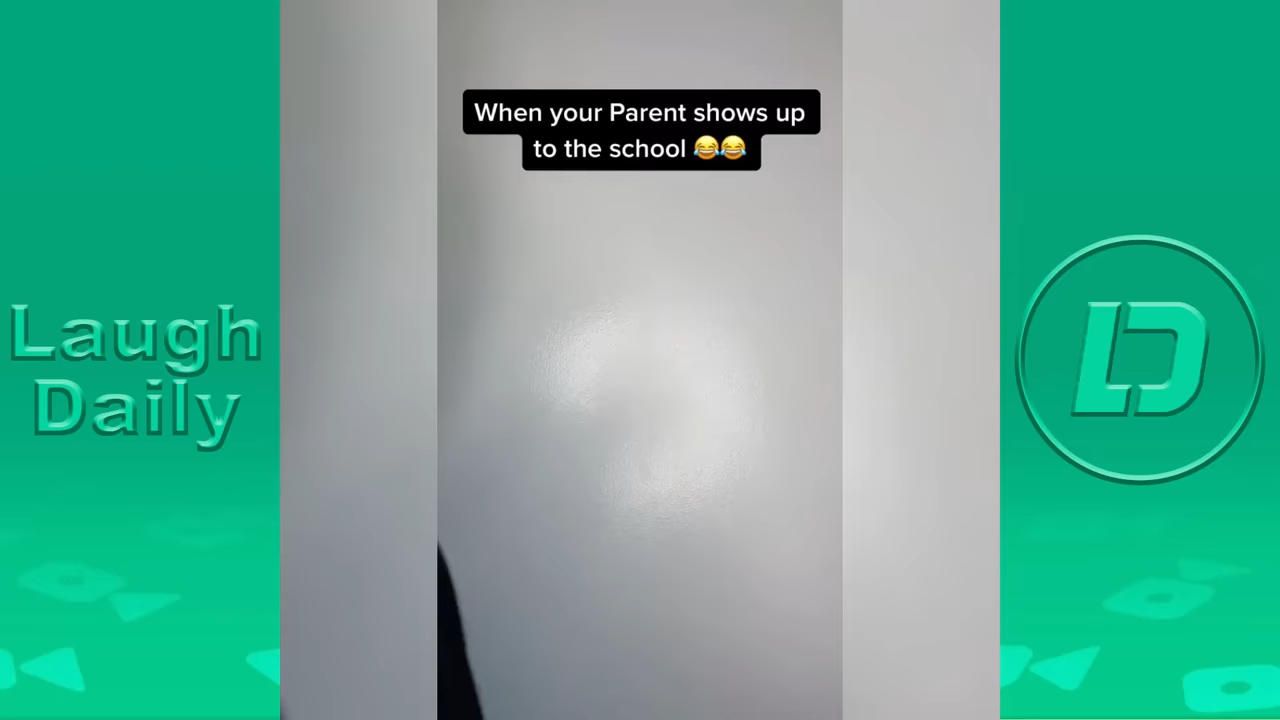 When your Parent shows up
to the school 😂😂
Laugh
Daily
LD